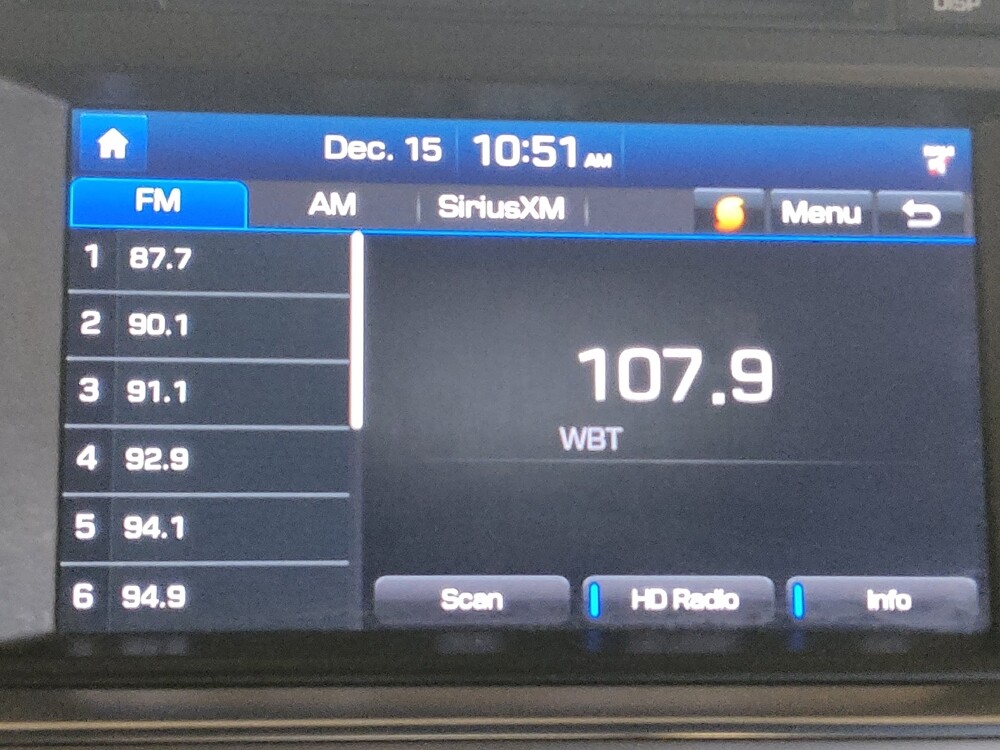 DISP
Dec. 15 10:51 AM
FM AM SiriusXM Menu
1 87.7
2 90.1
3 91.1
4 92.9
5 94.1
6 94.9
107.9
WBT
Scan HD Radio Info